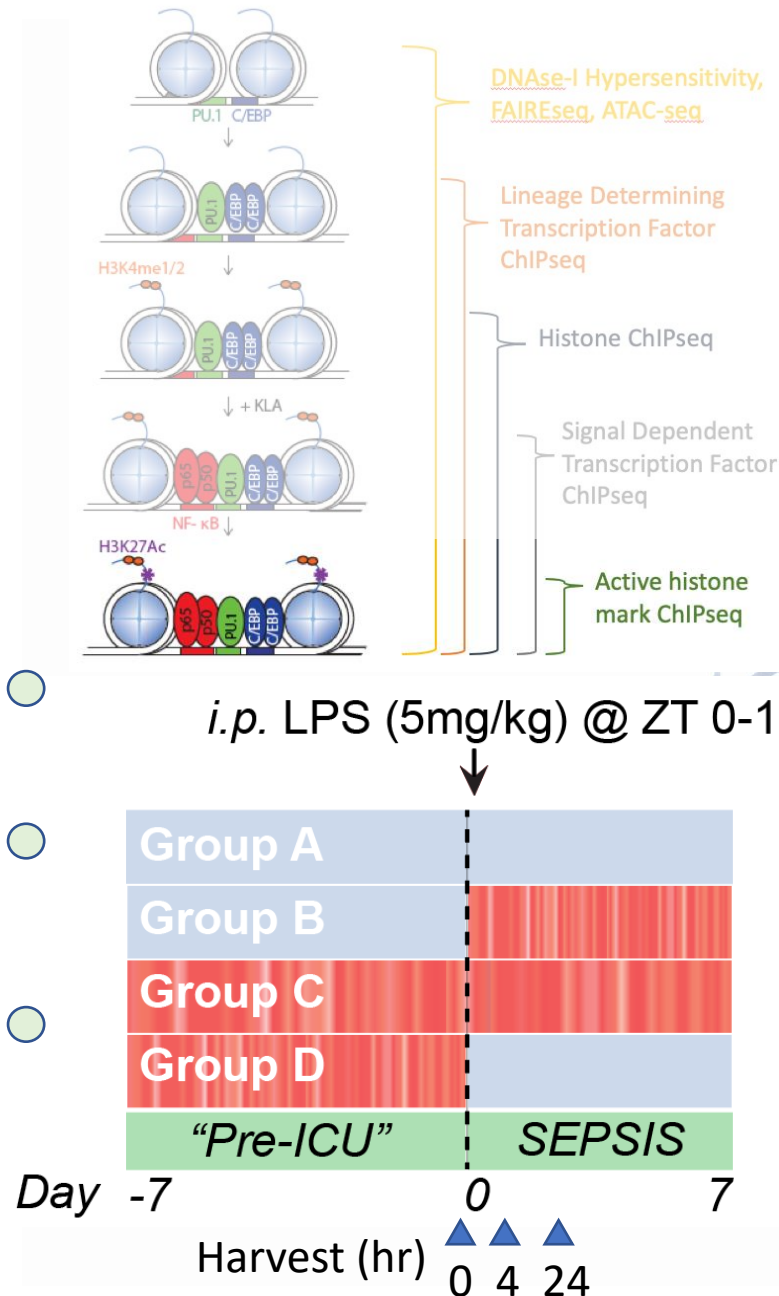 PU.1 C/EBP
DNAse-I Hypersensitivity,
FAIREseq, ATAC-seq
PU.1 C/EBP C/EBP
Lineage Determining
Transcription Factor
ChIPseq
H3K4me1/2
PU.1 C/EBP C/EBP
Histone ChIPseq
+ KLA
p65 p50 PU.1 C/EBP C/EBP
Signal Dependent
Transcription Factor
ChIPseq
NF- κB
H3K27Ac
p65 p50 PU.1 C/EBP C/EBP
Active histone
mark ChIPseq
i.p. LPS (5mg/kg) @ ZT 0-1
Group A
Group B
Group C
Group D
“Pre-ICU” SEPSIS
Day -7 0 7
Harvest (hr) 0 4 24